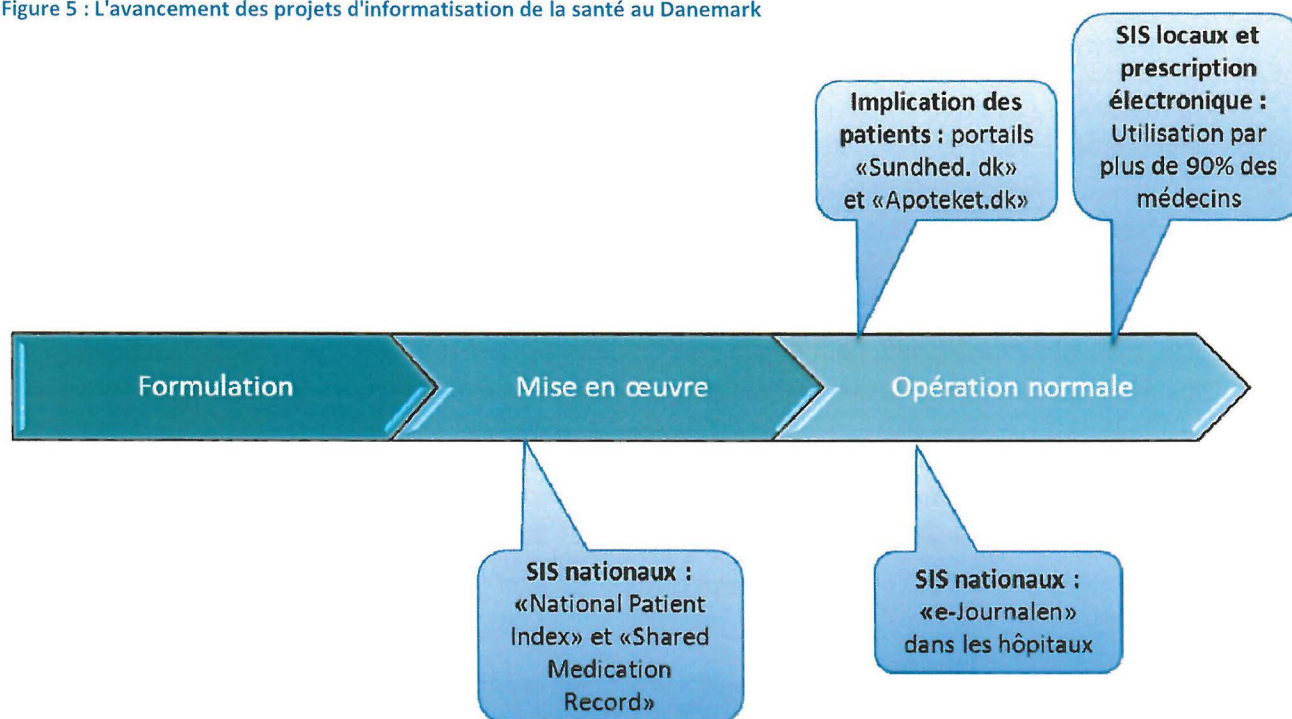 Figure 5 : L'avancement des projets d'informatisation de la santé au Danemark
SIS locaux et
prescription
électronique :
Utilisation par
plus de 90% des
médecins
Implication des
patients : portails
«Sundhed. dk»
et «Apoteket.dk»
Formulation
Mise en œuvre
Opération normale
SIS nationaux :
«National Patient
Index» et «Shared
Medication
Record»
SIS nationaux :
«e-Journalen»
dans les hôpitaux